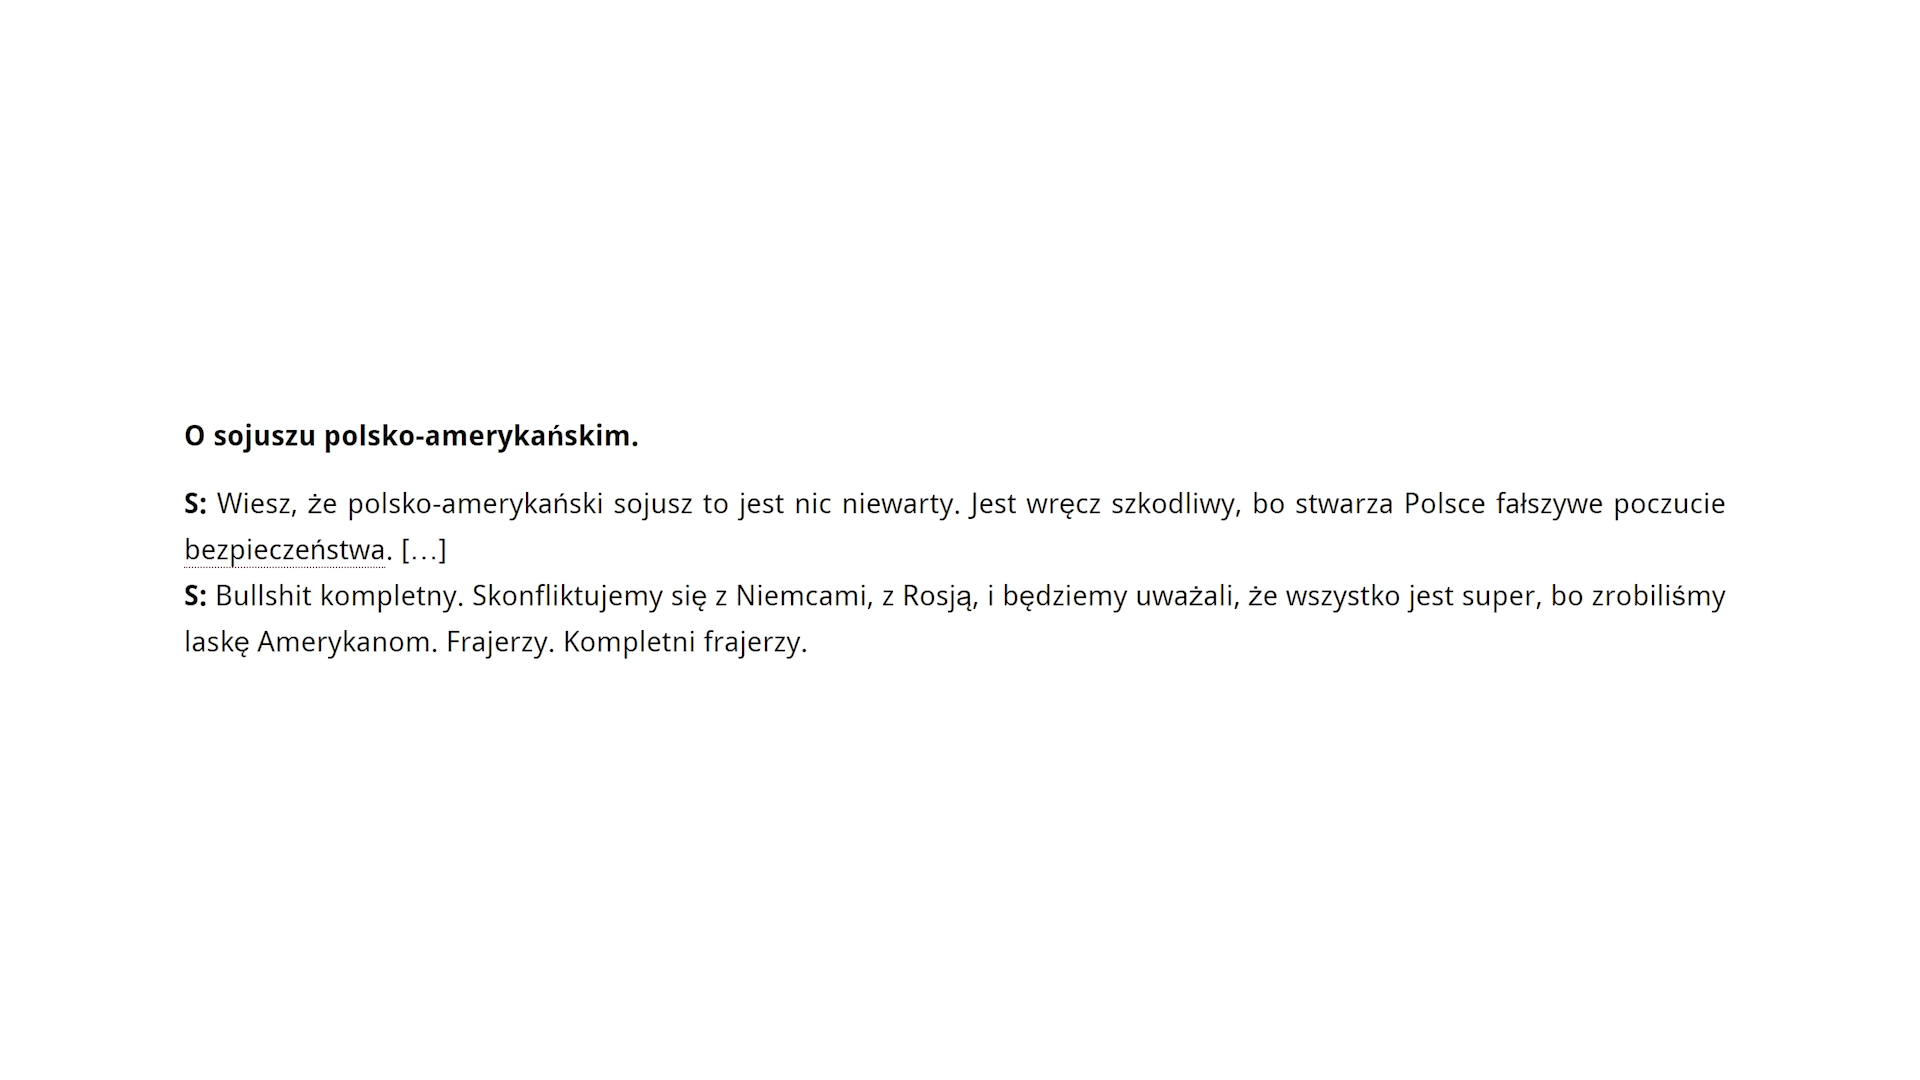 O sojuszu polsko-amerykańskim.
S: Wiesz, że polsko-amerykański sojusz to jest nic niewarty. Jest wręcz szkodliwy, bo stwarza Polsce fałszywe poczucie
bezpieczeństwa. […]
S: Bullshit kompletny. Skonfliktujemy się z Niemcami, z Rosją, i będziemy uważali, że wszystko jest super, bo zrobiliśmy
laskę Amerykanom. Frajerzy. Kompletni frajerzy.